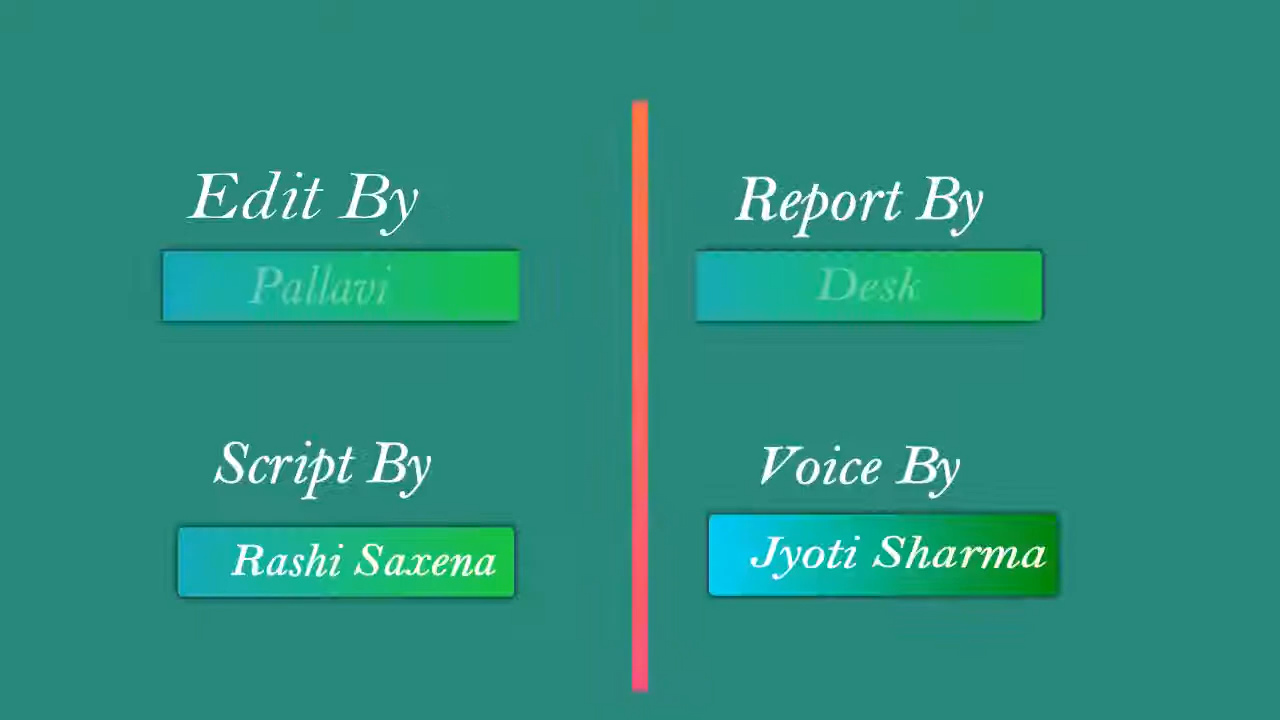 Edit By
Pallavi
Report By
Desk
Script By
Rashi Saxena
Voice By
Jyoti Sharma